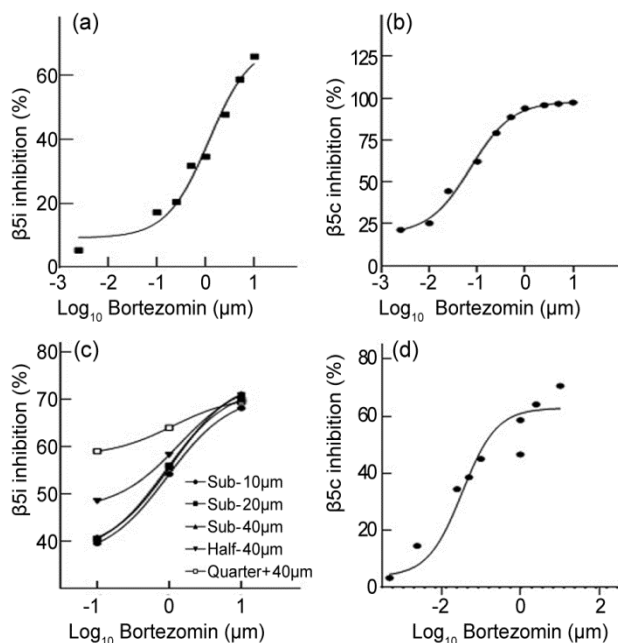 (a)
β5i inhibition (%)
60
40
20
0
-3 -2 -1 0 1
Log10 Bortezomin (μm)
(b)
β5c inhibition (%)
125
100
75
50
25
0
-3 -2 -1 0 1
Log10 Bortezomin (μm)
(c)
β5i inhibition (%)
80
70
60
50
40
Sub-10μm
Sub-20μm
Sub-40μm
Half-40μm
Quarter+40μm
-1 0 1
Log10 Bortezomin (μm)
(d)
β5c inhibition (%)
80
60
40
20
0
-2 0 2
Log10 Bortezomin (μm)